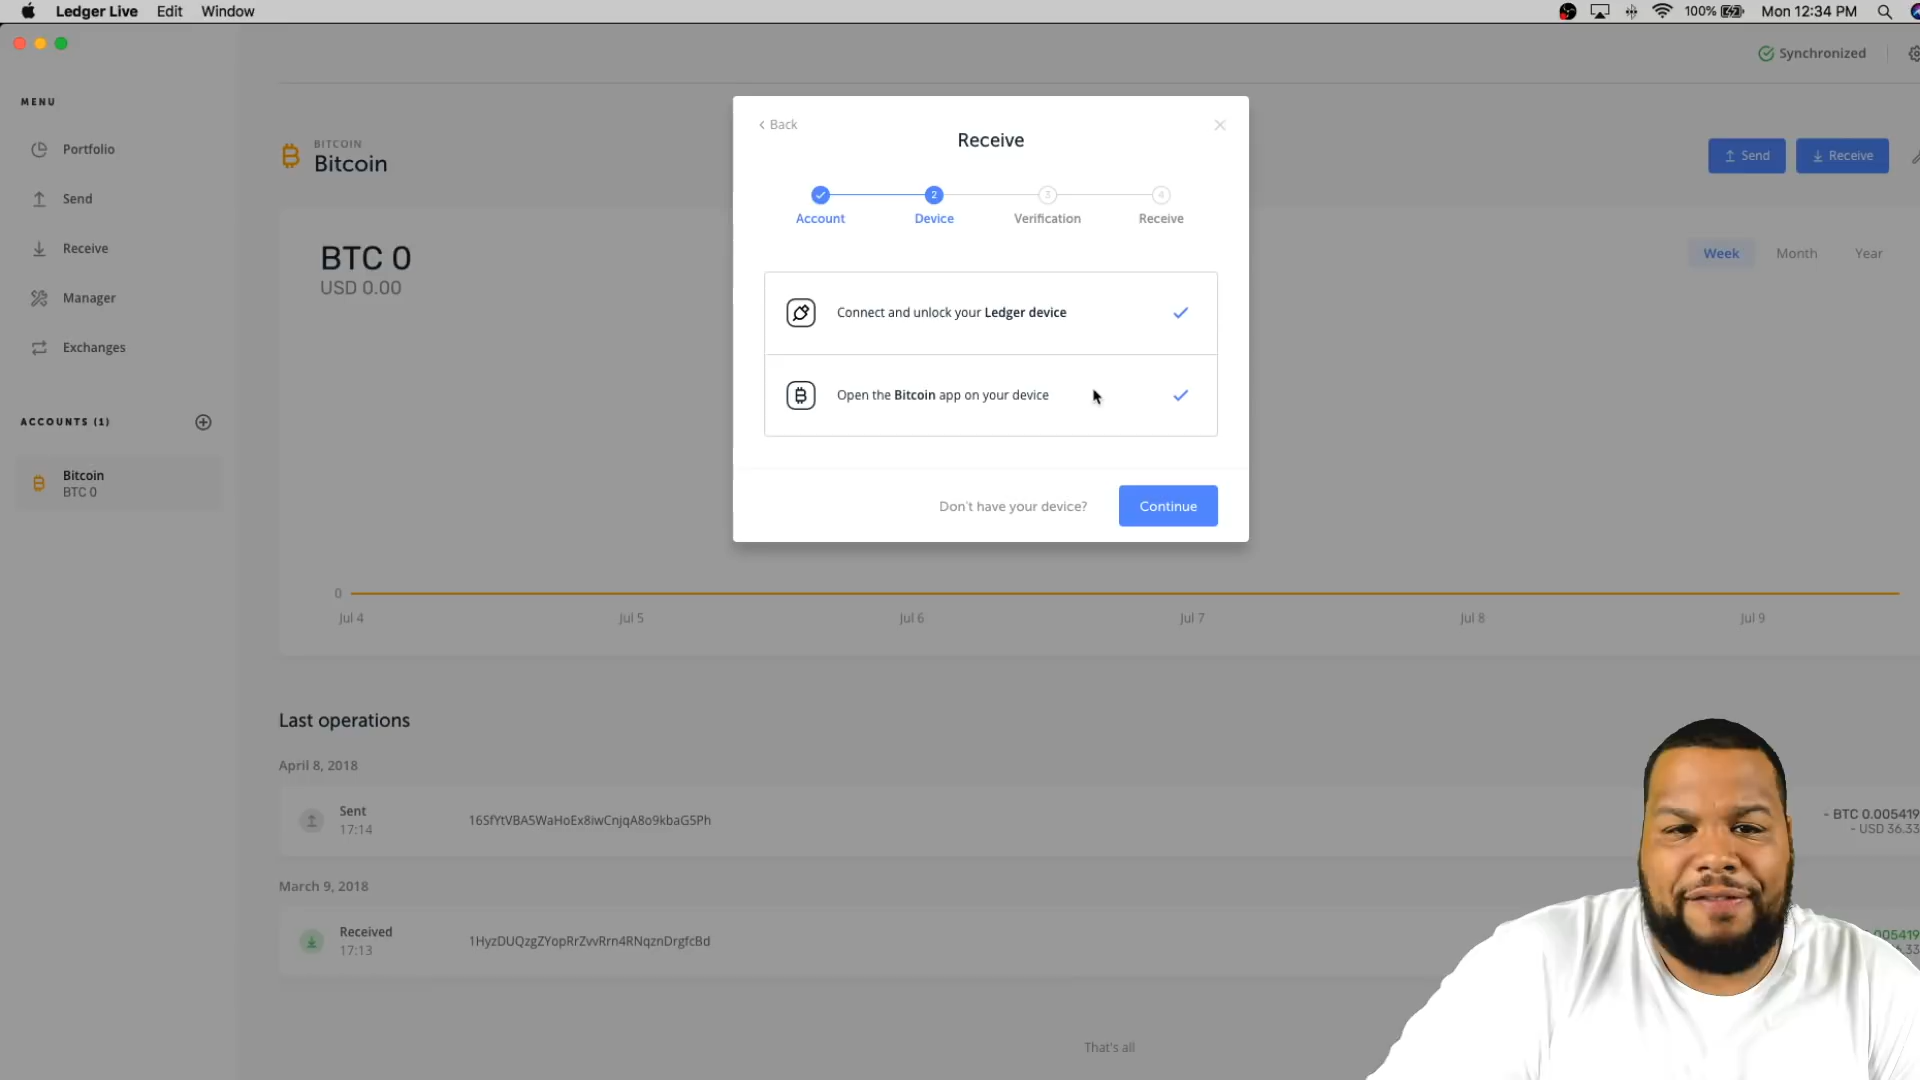 Ledger Live Edit Window
100% Mon 12:34 PM
Synchronized
MENU
Portfolio
Send
Receive
Manager
Exchanges
ACCOUNTS (1)
Bitcoin
BTC 0
BITCOIN
Bitcoin
Send Receive
BTC 0
USD 0.00
Week Month Year
Back
Receive
2 3 4
Account Device Verification Receive
Connect and unlock your Ledger device
Open the Bitcoin app on your device
Don't have your device? Continue
0
Jul 4 Jul 5 Jul 6 Jul 7 Jul 8 Jul 9
Last operations
April 8, 2018
Sent
17:14
16SfYtVBA5WaHoEx8iwCnjqA8o9kbaG5Ph
- BTC 0.005419
- USD 36.33
March 9, 2018
Received
17:13
1HyzDUQzgZYopRrZvvRrn4RNqznDrgfcBd
005419
.33
That's all